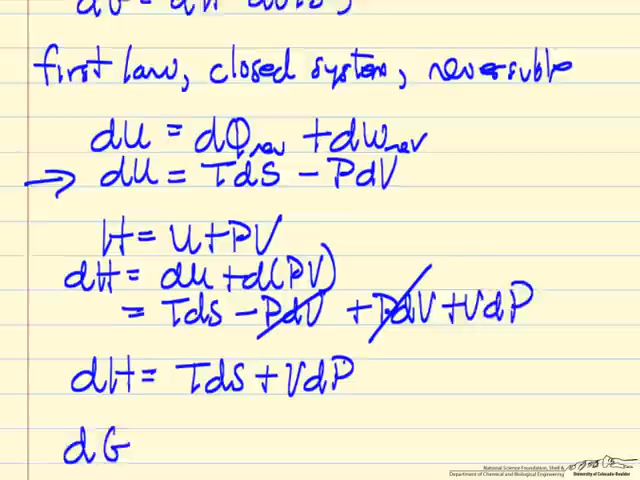 first law, closed system, reversible
dU = dQrev + dWrev
→ dU = TdS - PdV
H = U + PV
dH = dU + d(PV)
= TdS - PdV + PdV + VdP
dH = TdS + VdP
dG
National Science Foundation, Shell &
Department of Chemical and Biological Engineering
University of Colorado Boulder